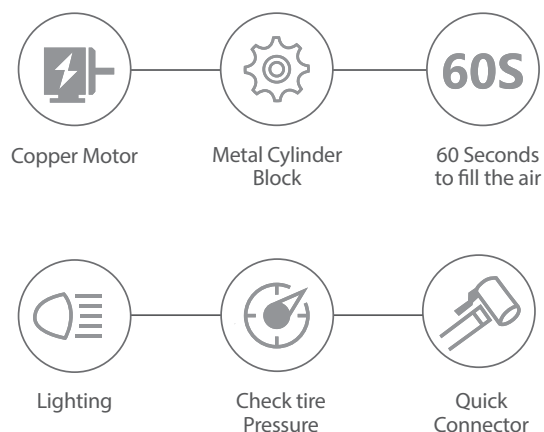 60S
Copper Motor
Metal Cylinder
Block
60 Seconds
to fill the air
Lighting
Check tire
Pressure
Quick
Connector